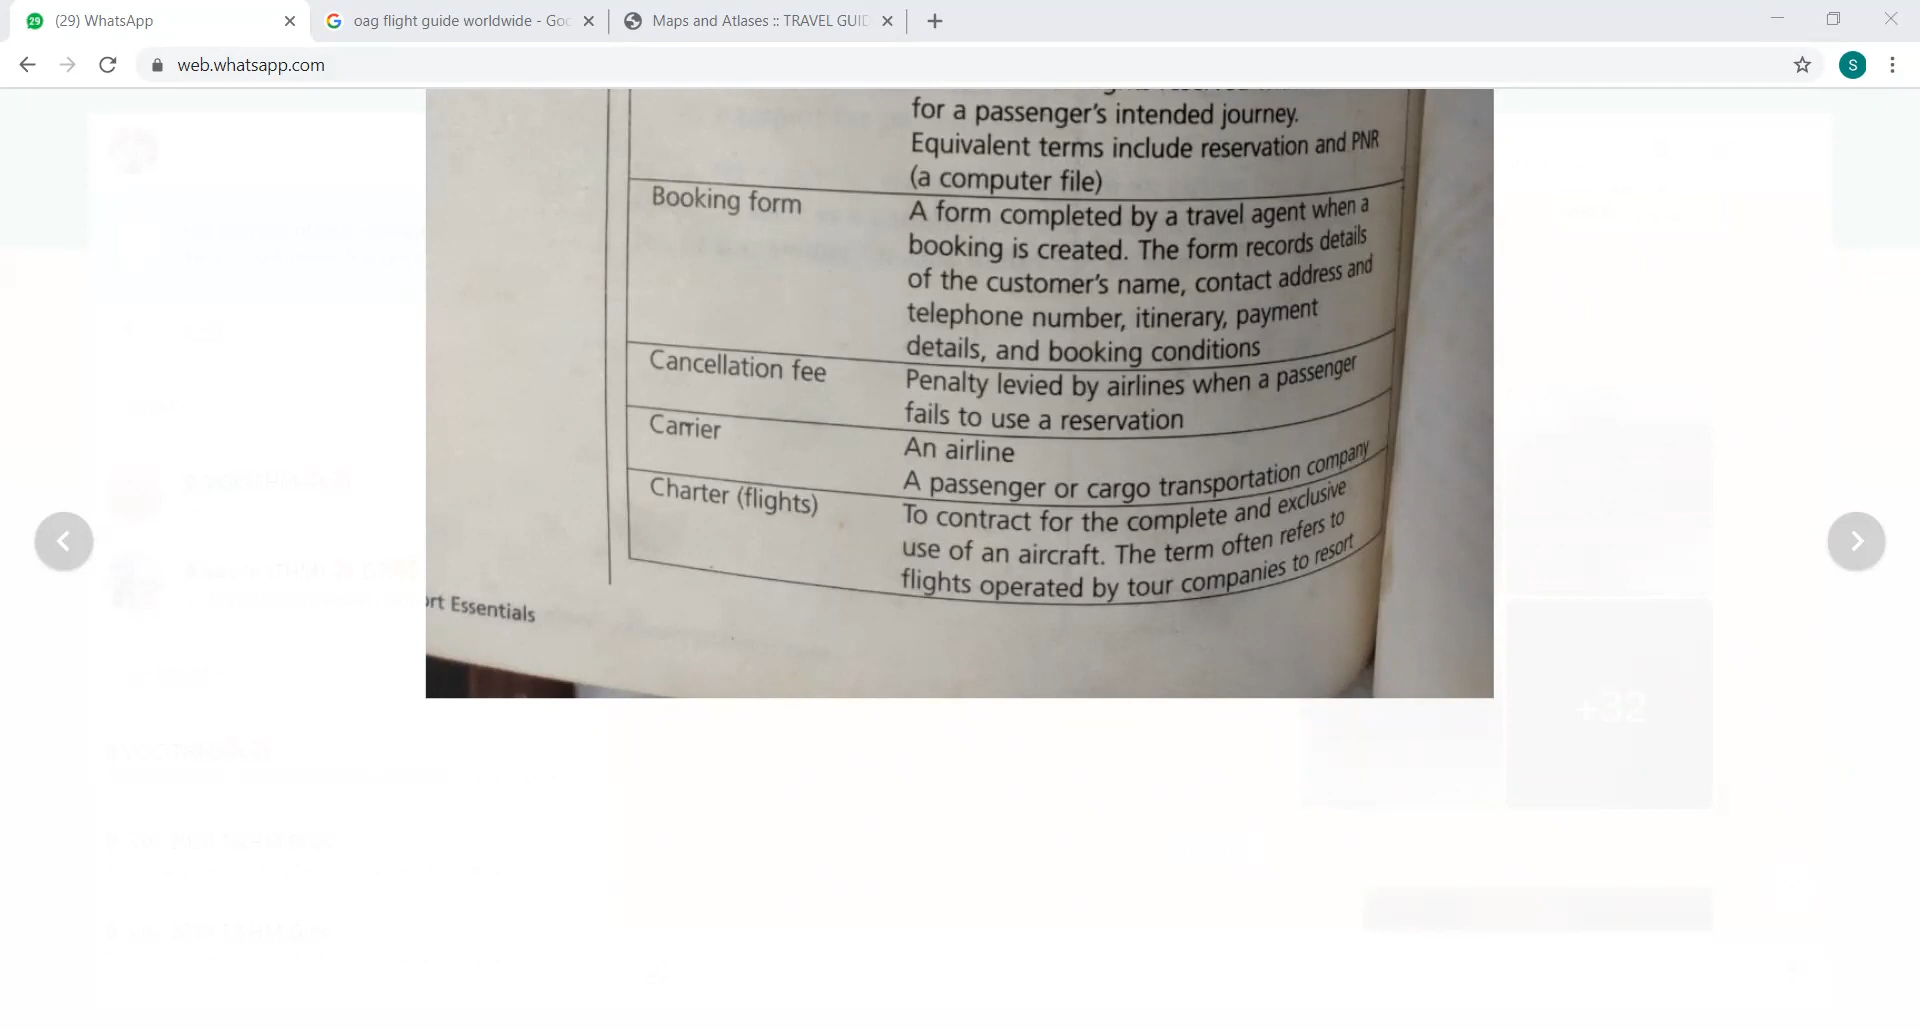 29
(29) WhatsApp
oag flight guide worldwide - Goo
Maps and Atlases :: TRAVEL GUID
web.whatsapp.com
S
for a passenger's intended journey.
Equivalent terms include reservation and PNR
(a computer file)
Booking form
A form completed by a travel agent when a
booking is created. The form records details
of the customer's name, contact address and
telephone number, itinerary, payment
details, and booking conditions
Cancellation fee
Penalty levied by airlines when a passenger
fails to use a reservation
Carrier
An airline
A passenger or cargo transportation company
Charter (flights)
To contract for the complete and exclusive
use of an aircraft. The term often refers to
flights operated by tour companies to resort
ort Essentials
+32